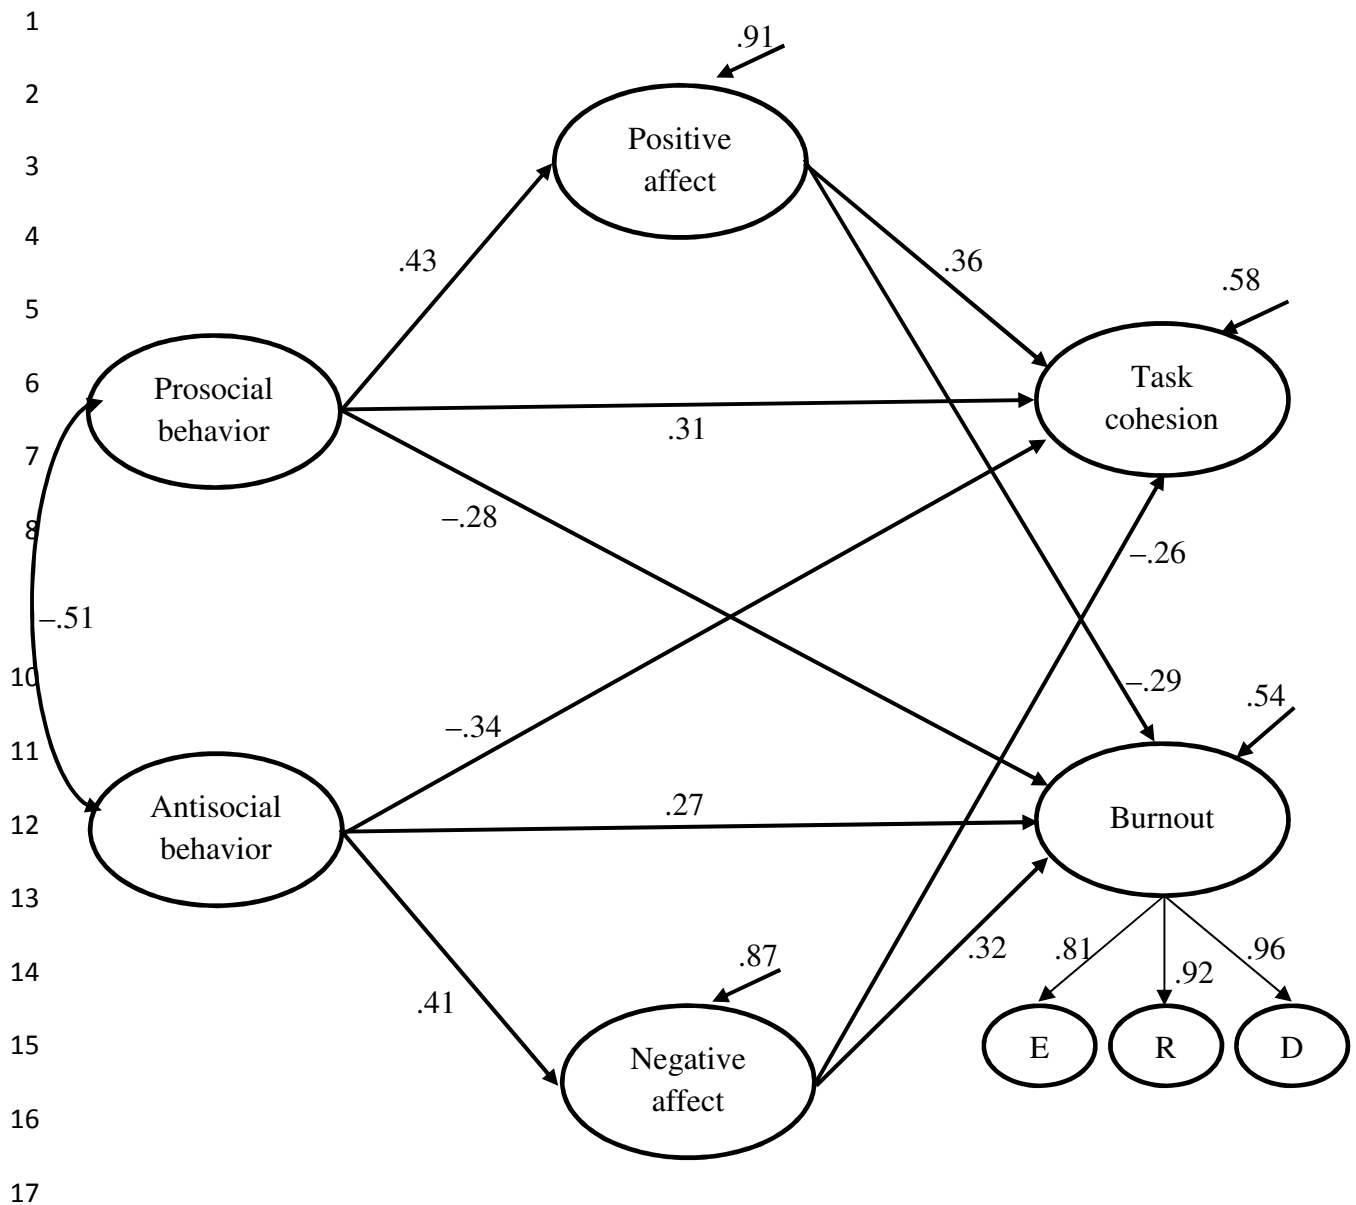 1
.91
2
Positive
affect
3
4
.43
.36
5
.58
6
Prosocial
behavior
Task
cohesion
.31
7
–.28
8
–.26
–.51
10
–.29
.54
–.34
11
Antisocial
behavior
.27
12
Burnout
13
.87
.32
.81
.92
.96
14
.41
15
Negative
affect
E
R
D
16
17